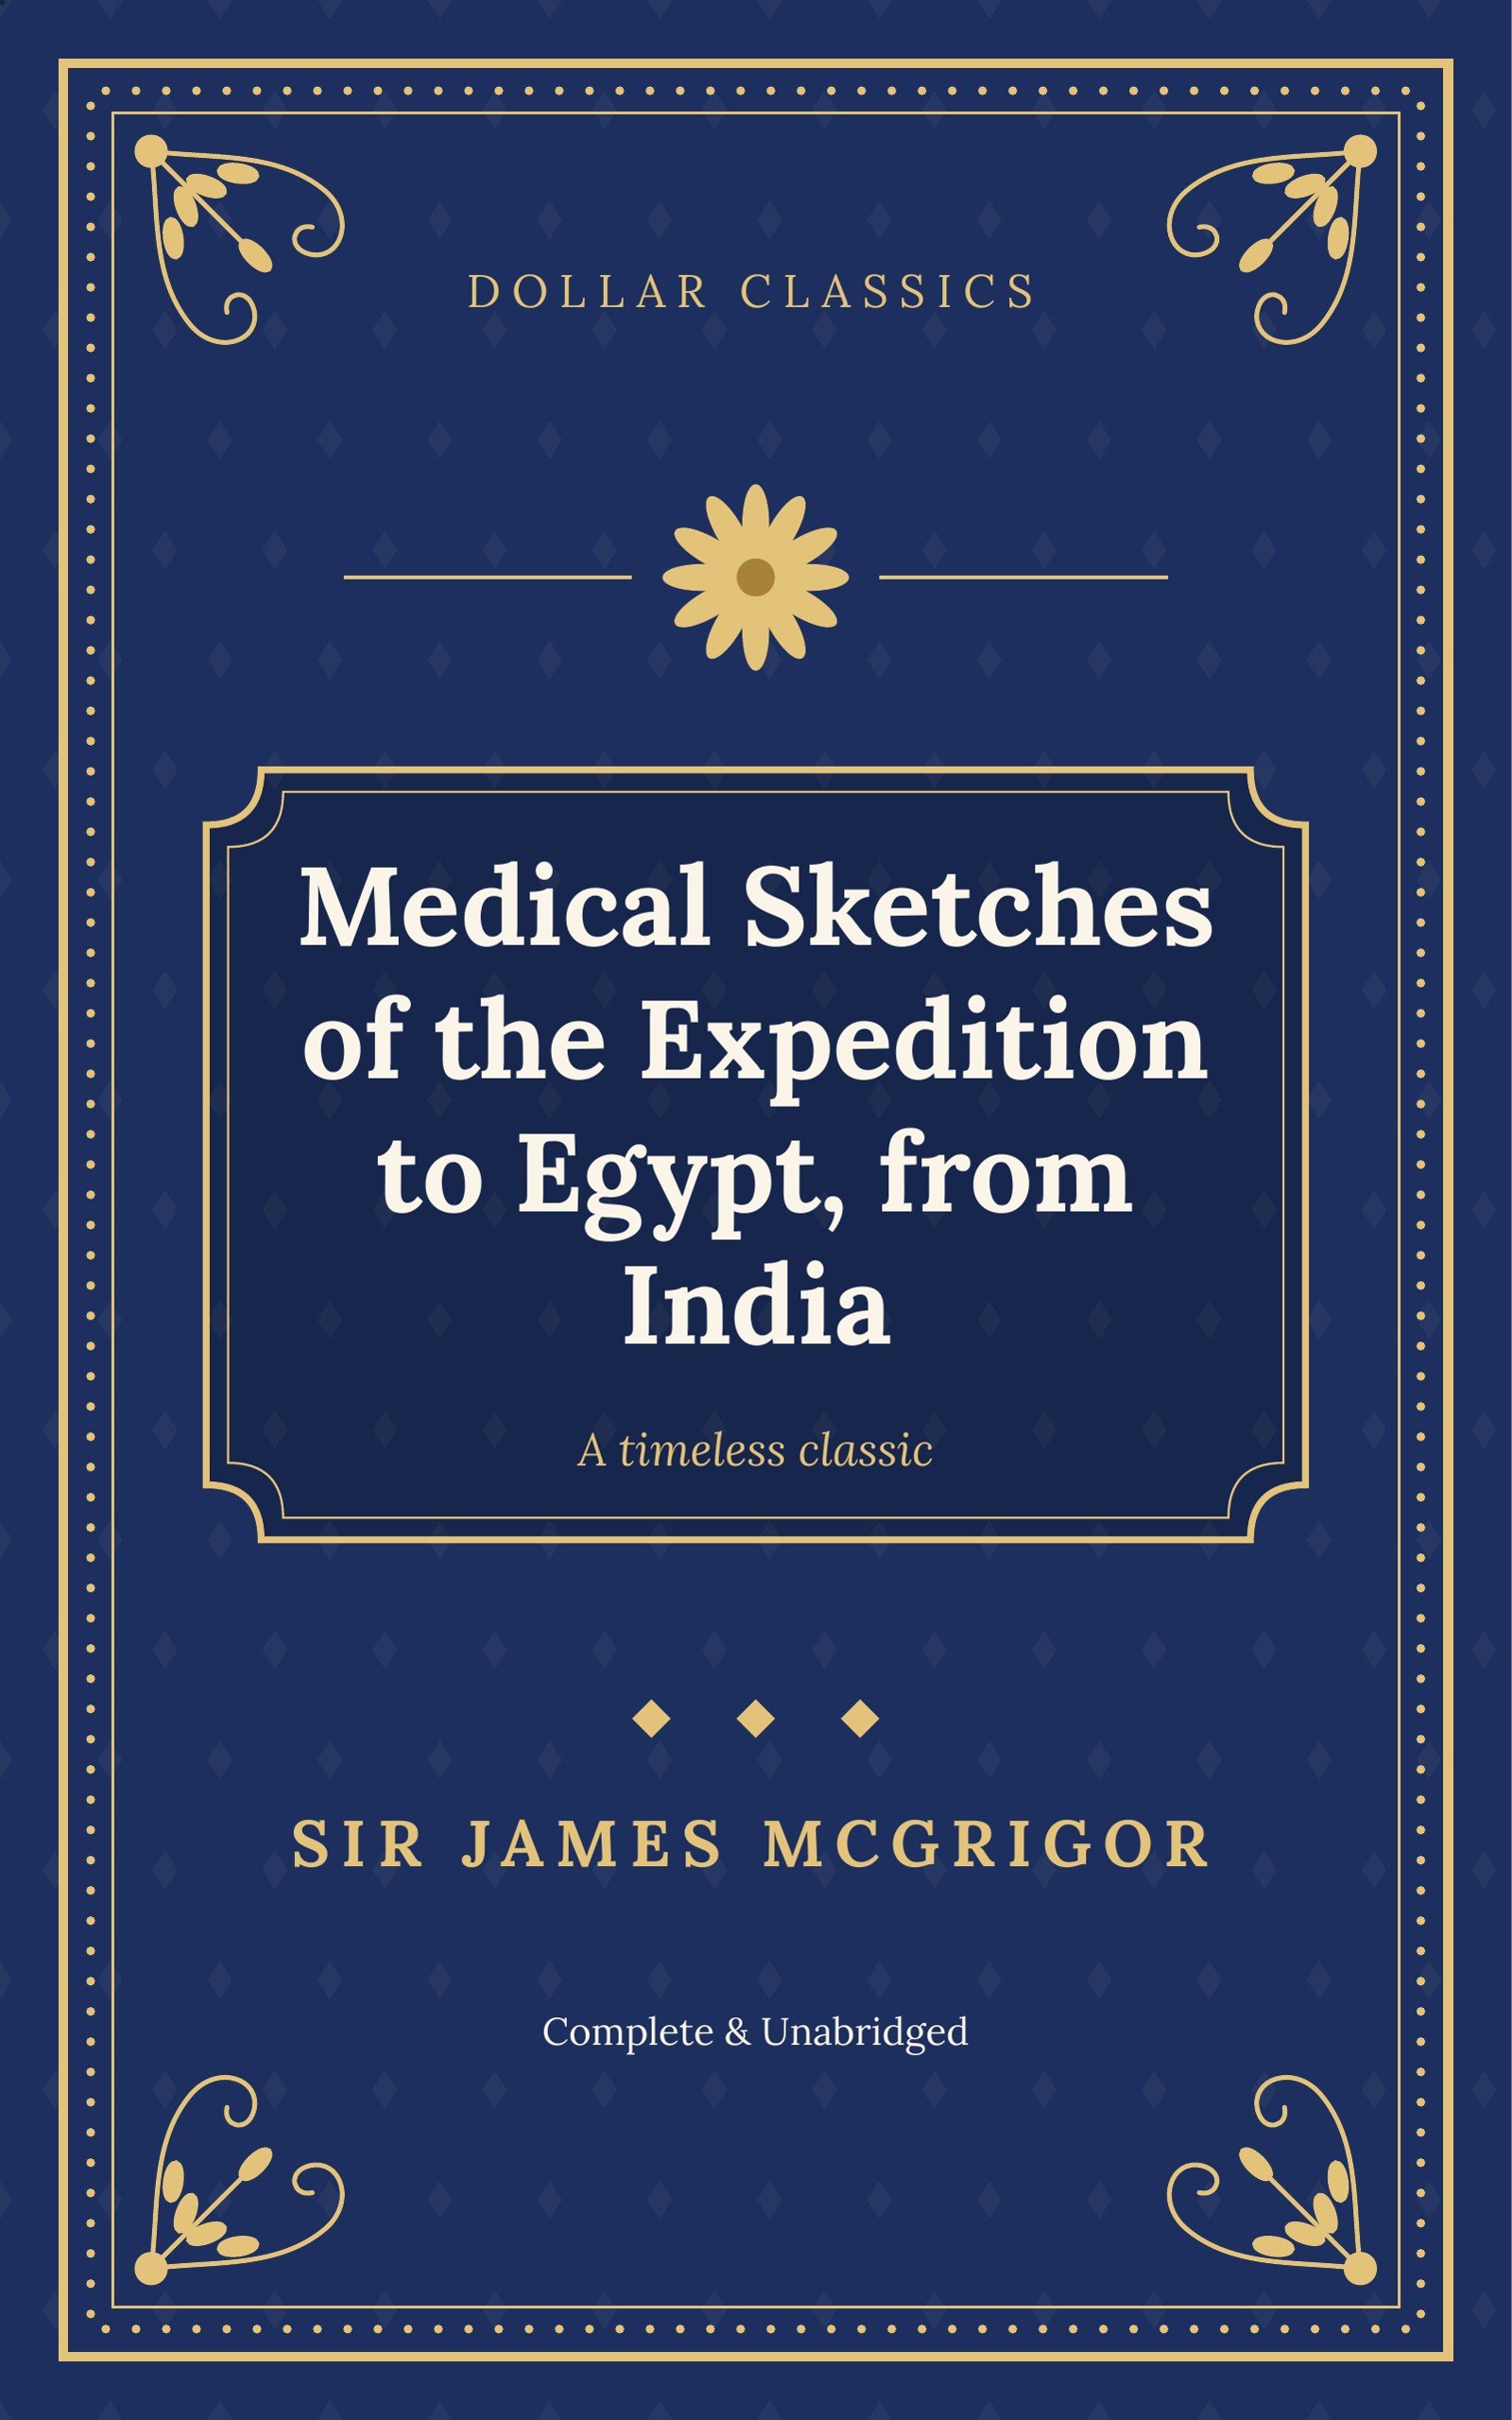 DOLLAR CLASSICS
Medical Sketches
of the Expedition
to Egypt, from
India
A timeless classic
SIR JAMES MCGRIGOR
Complete & Unabridged